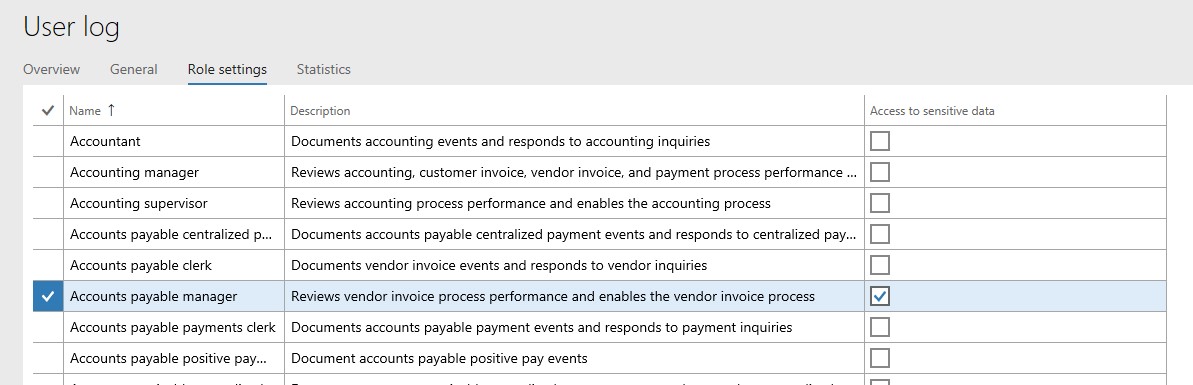 User log
Overview General Role settings Statistics
Name ↑ Description Access to sensitive data
Accountant Documents accounting events and responds to accounting inquiries
Accounting manager Reviews accounting, customer invoice, vendor invoice, and payment process performance ...
Accounting supervisor Reviews accounting process performance and enables the accounting process
Accounts payable centralized p... Documents accounts payable centralized payment events and responds to centralized pay...
Accounts payable clerk Documents vendor invoice events and responds to vendor inquiries
Accounts payable manager Reviews vendor invoice process performance and enables the vendor invoice process
Accounts payable payments clerk Documents accounts payable payment events and responds to payment inquiries
Accounts payable positive pay... Document accounts payable positive pay events